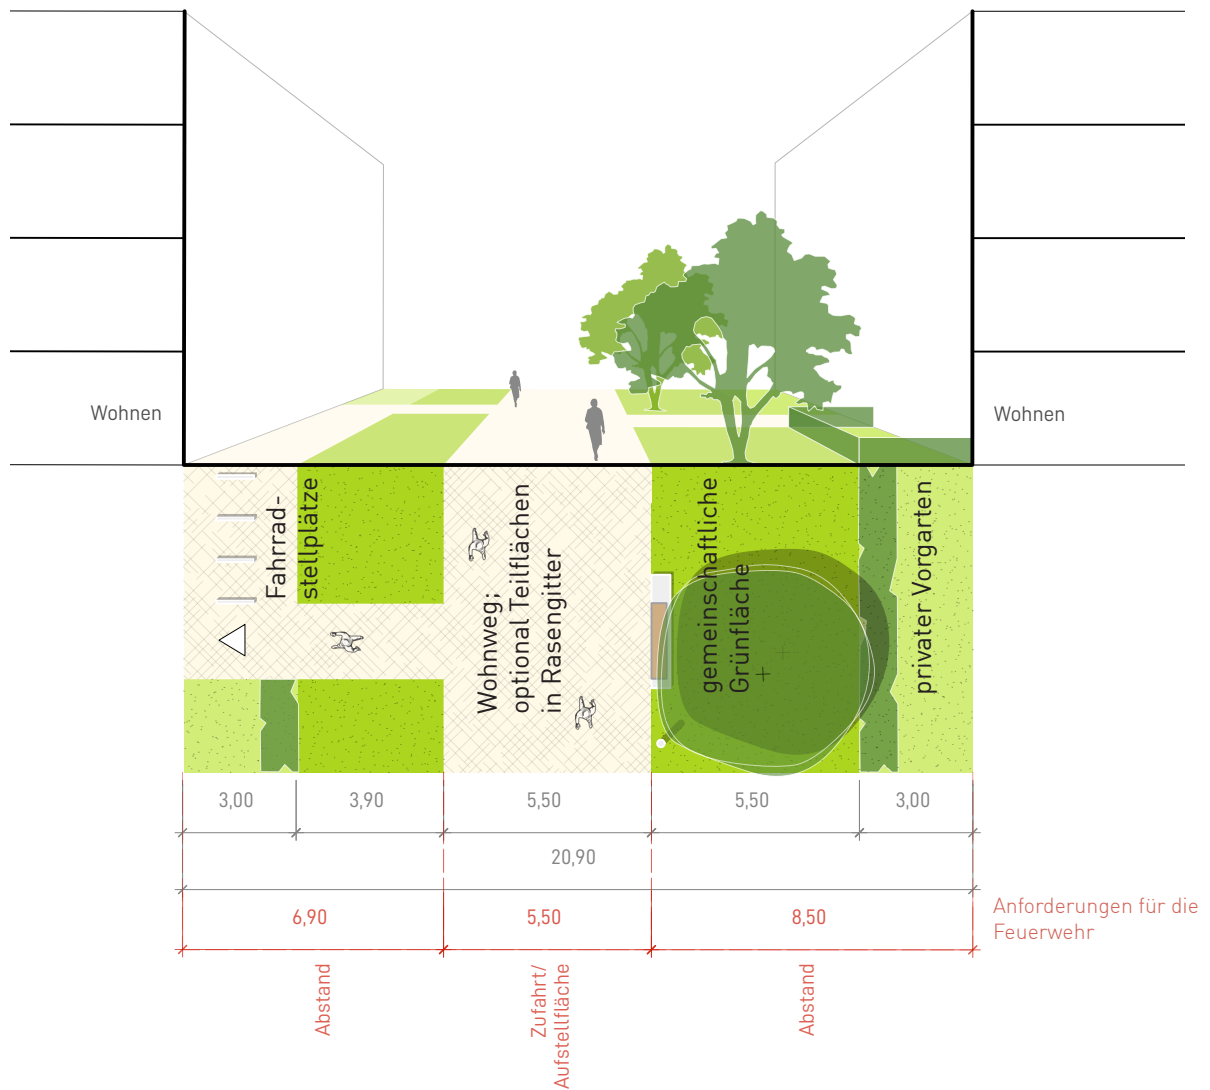 Wohnen
Wohnen
Fahrrad-
stellplätze
Wohnweg;
optional Teilflächen
in Rasengitter
gemeinschaftliche
Grünfläche
privater Vorgarten
3,00
3,90
5,50
5,50
3,00
20,90
6,90
5,50
8,50
Anforderungen für die
Feuerwehr
Abstand
Zufahrt/
Aufstellfläche
Abstand